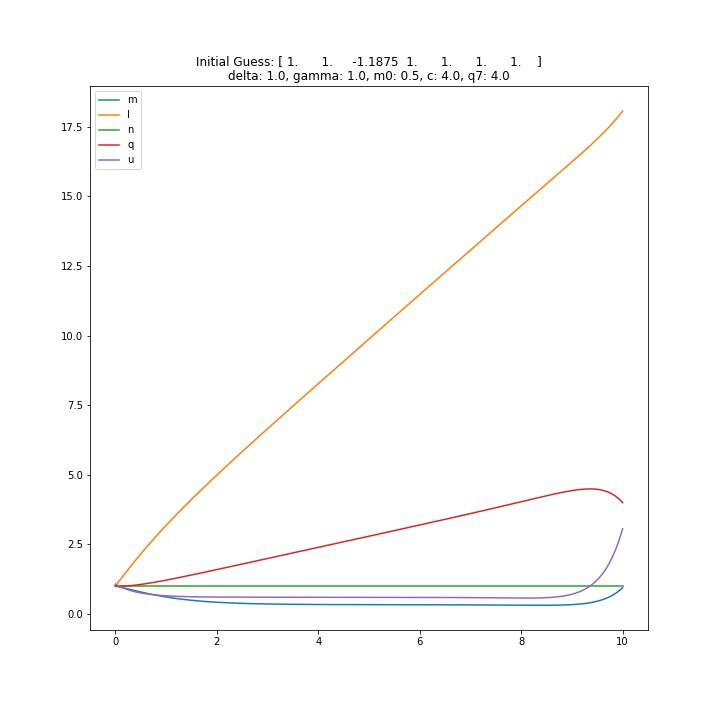 Initial Guess: [ 1. 1. -1.1875 1. 1. 1. 1. ]
delta: 1.0, gamma: 1.0, m0: 0.5, c: 4.0, q7: 4.0
m
l
n
q
u
17.5
15.0
12.5
10.0
7.5
5.0
2.5
0.0
0 2 4 6 8 10